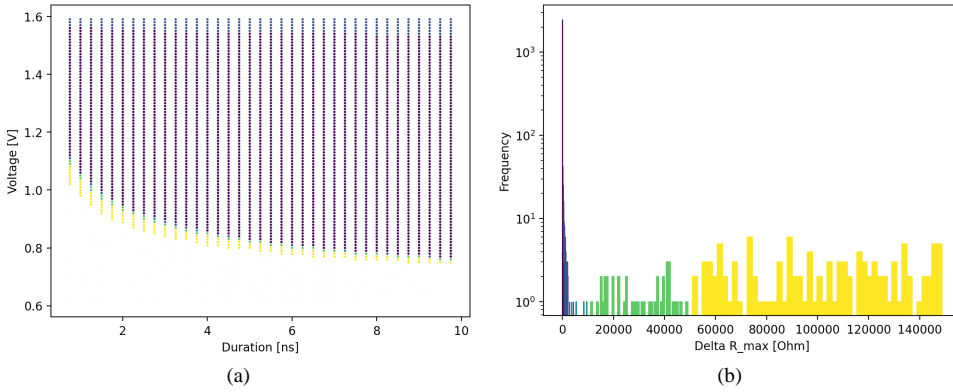 1.6
1.4
1.2
1.0
0.8
0.6
Voltage [V]
2 4 6 8 10
Duration [ns]
(a)
10³
10²
10¹
10⁰
Frequency
0 20000 40000 60000 80000 100000 120000 140000
Delta R_max [Ohm]
(b)